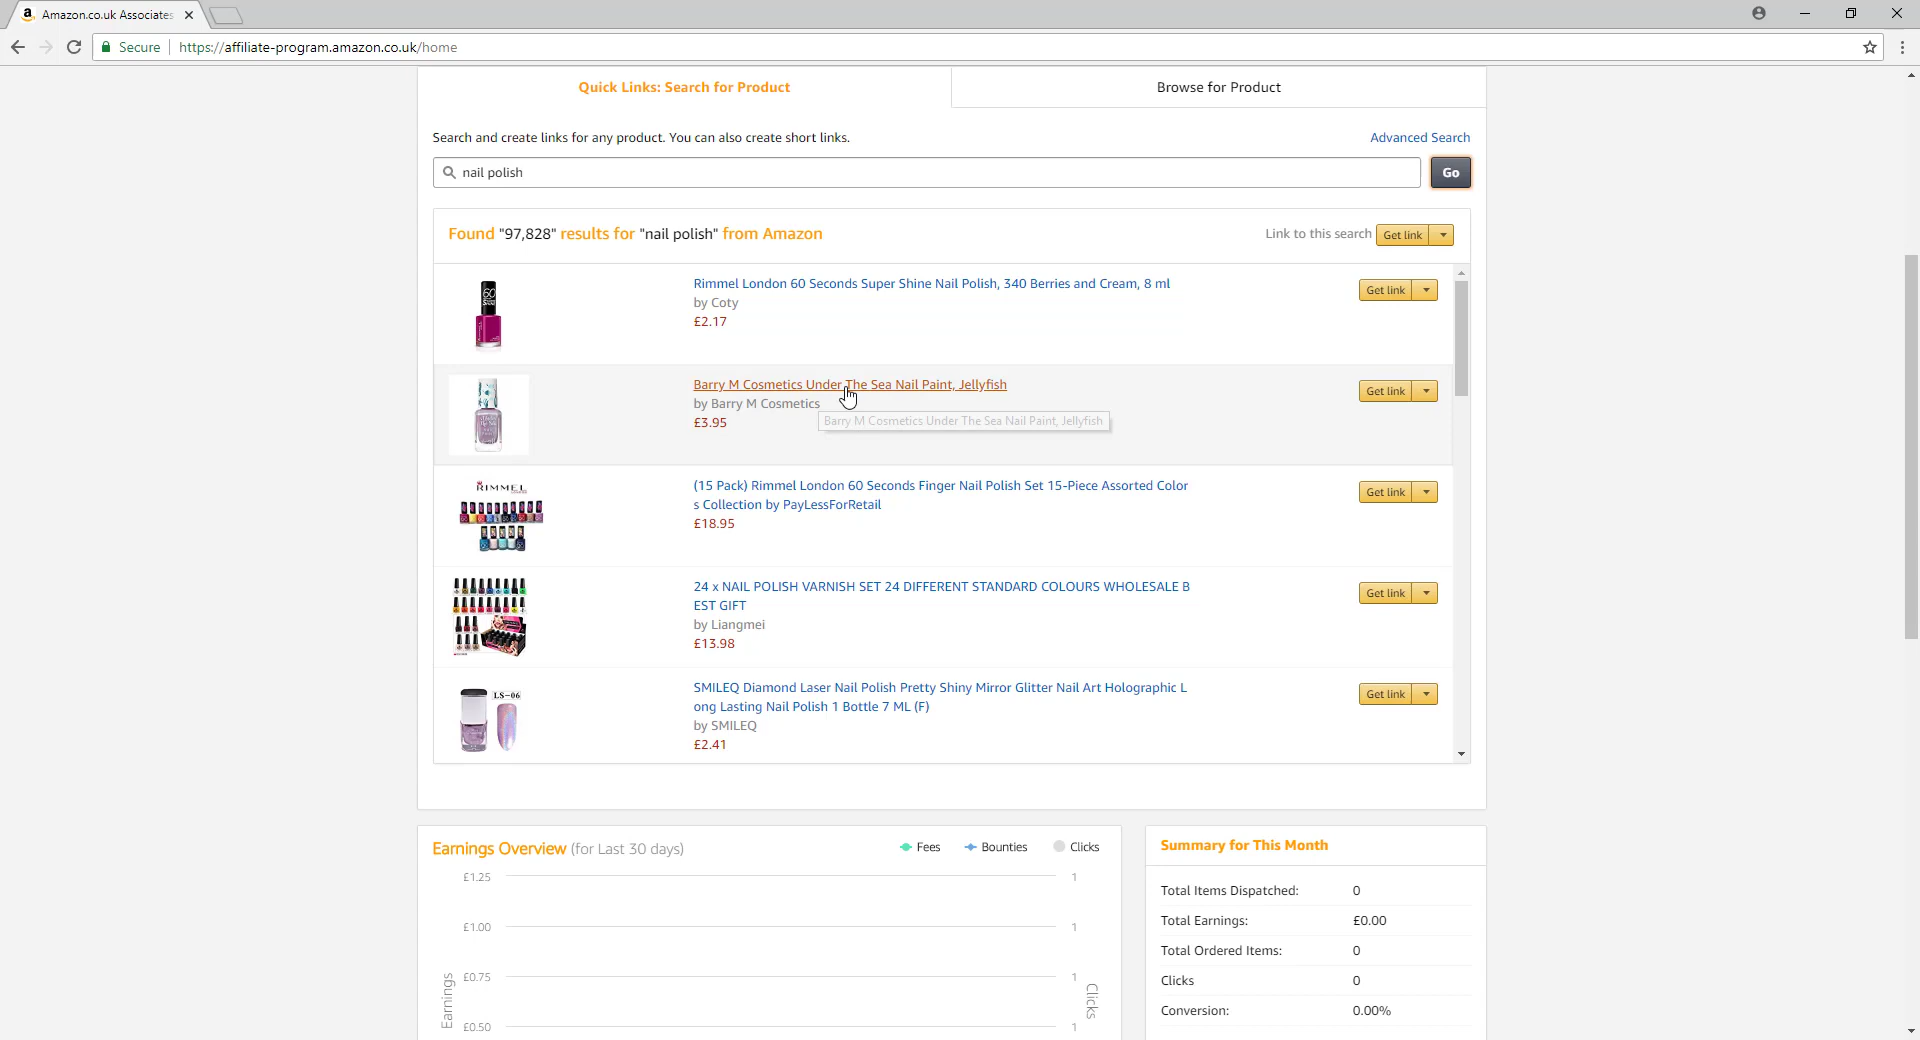 Amazon.co.uk Associates
Secure
https://affiliate-program.amazon.co.uk/home
Quick Links: Search for Product
Browse for Product
Search and create links for any product. You can also create short links.
Advanced Search
nail polish
Go
Found "97,828" results for "nail polish" from Amazon
Link to this search
Get link
Rimmel London 60 Seconds Super Shine Nail Polish, 340 Berries and Cream, 8 ml
by Coty
£2.17
Get link
Barry M Cosmetics Under The Sea Nail Paint, Jellyfish
by Barry M Cosmetics
£3.95
Get link
Barry M Cosmetics Under The Sea Nail Paint, Jellyfish
RIMMEL
(15 Pack) Rimmel London 60 Seconds Finger Nail Polish Set 15-Piece Assorted Color
s Collection by PayLessForRetail
£18.95
Get link
24 x NAIL POLISH VARNISH SET 24 DIFFERENT STANDARD COLOURS WHOLESALE B
EST GIFT
by Liangmei
£13.98
Get link
LS-06
SMILEQ Diamond Laser Nail Polish Pretty Shiny Mirror Glitter Nail Art Holographic L
ong Lasting Nail Polish 1 Bottle 7 ML (F)
by SMILEQ
£2.41
Get link
Earnings Overview (for Last 30 days)
Fees
Bounties
Clicks
£1.25
1
£1.00
1
£0.75
1
£0.50
1
Earnings
Clicks
Summary for This Month
Total Items Dispatched: 0
Total Earnings: £0.00
Total Ordered Items: 0
Clicks 0
Conversion: 0.00%